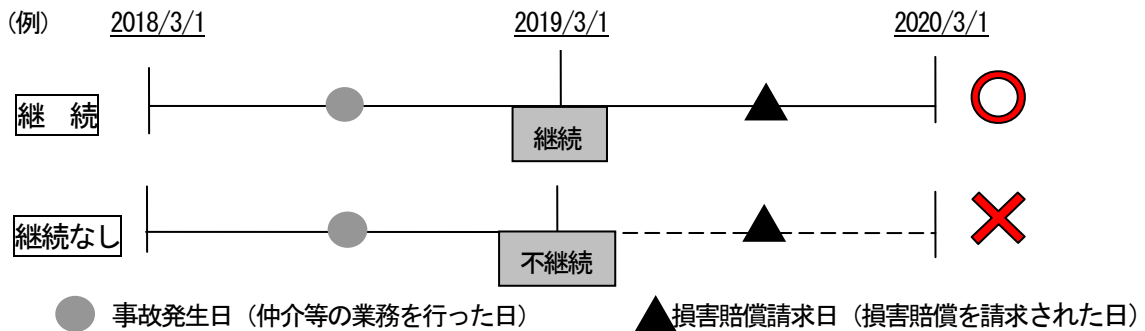 (例) 2018/3/1 2019/3/1 2020/3/1
継　続
継続
継続なし
不継続
事故発生日（仲介等の業務を行った日） 損害賠償請求日（損害賠償を請求された日）